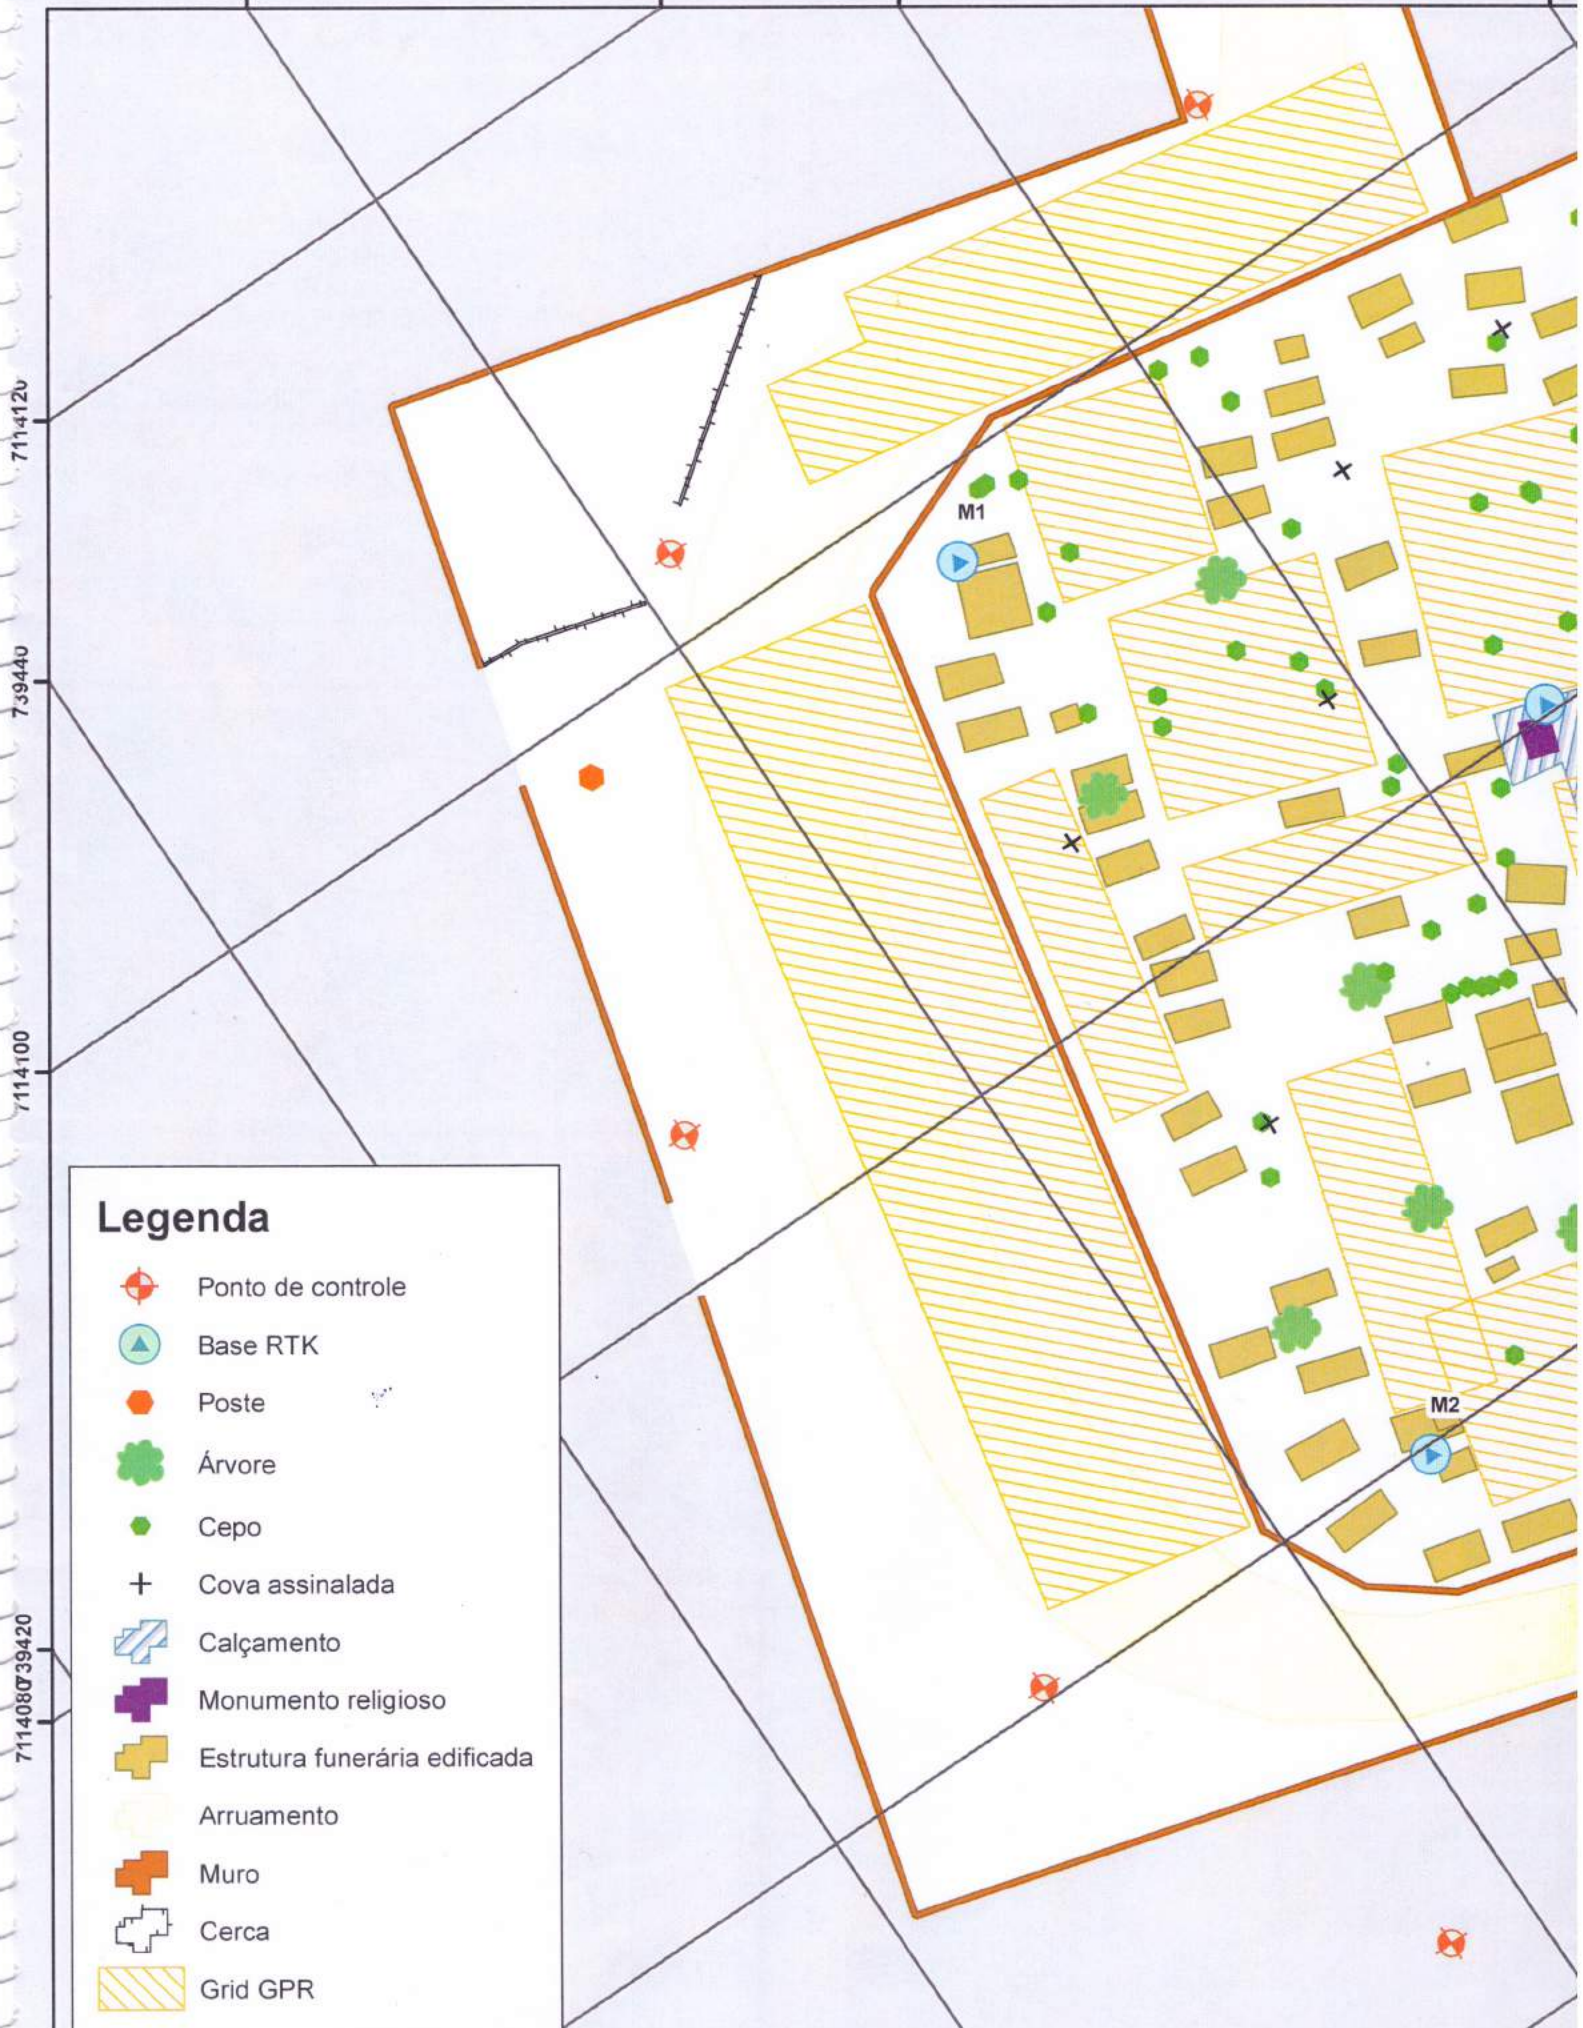 7114120
739440
7114100
739420
7114080
M1
M2
Legenda
Ponto de controle
Base RTK
Poste
Árvore
Cepo
Cova assinalada
Calçamento
Monumento religioso
Estrutura funerária edificada
Arruamento
Muro
Cerca
Grid GPR